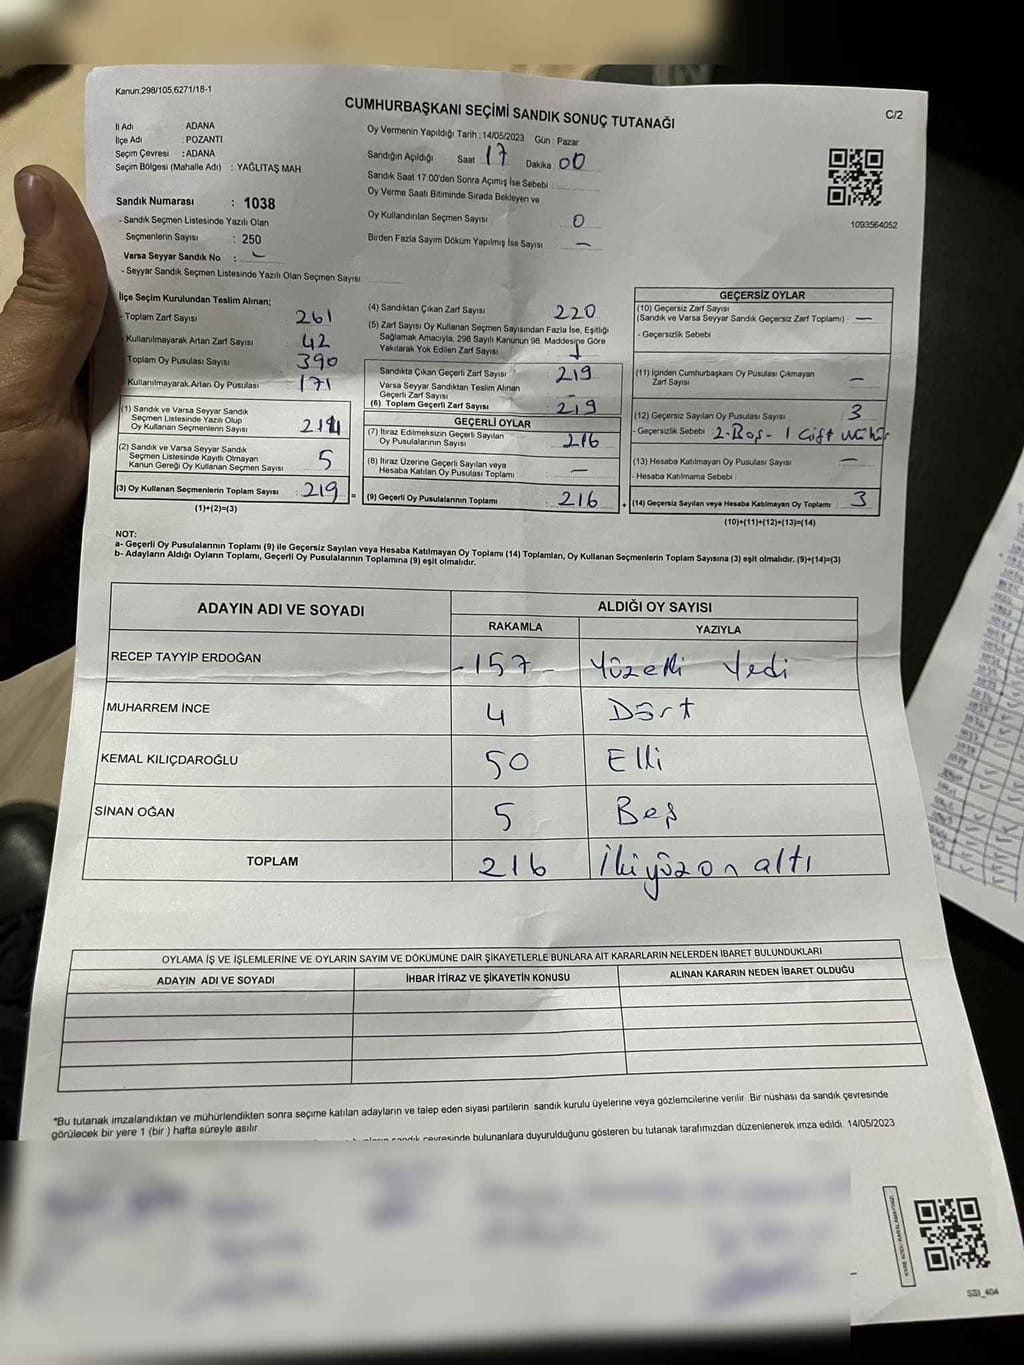 Kanun:298/105,6271/18-1
CUMHURBAŞKANI SEÇİMİ SANDIK SONUÇ TUTANAĞI
C/2
İl Adı : ADANA
İlçe Adı : POZANTI
Seçim Çevresi : ADANA
Seçim Bölgesi (Mahalle Adı) : YAĞLITAŞ MAH
Sandık Numarası : 1038
- Sandık Seçmen Listesinde Yazılı Olan
Seçmenlerin Sayısı : 250
Varsa Seyyar Sandık No : -
- Seyyar Sandık Seçmen Listesinde Yazılı Olan Seçmen Sayısı:
Oy Vermenin Yapıldığı Tarih : 14/05/2023 Gün : Pazar
Sandığın Açıldığı Saat 17 Dakika : 00
Sandık Saat 17:00'den Sonra Açımış İse Sebebi :
Oy Verme Saati Bitiminde Sırada Bekleyen ve
Oy Kullandırılan Seçmen Sayısı 0
Birden Fazla Sayım Döküm Yapılmış İse Sayısı -
1093564052
İlçe Seçim Kurulundan Teslim Alınan;
- Toplam Zarf Sayısı 261
- Kullanılmayarak Artan Zarf Sayısı 42
- Toplam Oy Pusulası Sayısı 390
- Kullanılmayarak Artan Oy Pusulası 171
(1) Sandık ve Varsa Seyyar Sandık
Seçmen Listesinde Yazılı Olup
Oy Kullanan Seçmenlerin Sayısı : 214
(2) Sandık ve Varsa Seyyar Sandık
Seçmen Listesinde Kayıtlı Olmayan
Kanun Gereği Oy Kullanan Seçmen Sayısı : 5
(3) Oy Kullanan Seçmenlerin Toplam Sayısı : 219 =
(1)+(2)=(3)
(4) Sandıktan Çıkan Zarf Sayısı 220
(5) Zarf Sayısı Oy Kullanan Seçmen Sayısından Fazla İse, Eşitliği
Sağlamak Amacıyla, 298 Sayılı Kanunun 98. Maddesine Göre
Yakılarak Yok Edilen Zarf Sayısı 1
Sandıkta Çıkan Geçerli Zarf Sayısı : 219
Varsa Seyyar Sandıktan Teslim Alınan
Geçerli Zarf Sayısı : -
(6) Toplam Geçerli Zarf Sayısı : 219
GEÇERLİ OYLAR
(7) İtiraz Edilmeksizin Geçerli Sayılan
Oy Pusulalarının Sayısı : 216
(8) İtiraz Üzerine Geçerli Sayılan veya
Hesaba Katılan Oy Pusulası Toplamı : -
(9) Geçerli Oy Pusulalarının Toplamı : 216 +
GEÇERSİZ OYLAR
(10) Geçersiz Zarf Sayısı
(Sandık ve Varsa Seyyar Sandık Geçersiz Zarf Toplamı) : -
- Geçersizlik Sebebi :
(11) İçinden Cumhurbaşkanı Oy Pusulası Çıkmayan
Zarf Sayısı : -
(12) Geçersiz Sayılan Oy Pusulası Sayısı : 3
- Geçersizlik Sebebi : 2-Boş- 1 Çift mühür
(13) Hesaba Katılmayan Oy Pusulası Sayısı : -
- Hesaba Katılmama Sebebi :
(14) Geçersiz Sayılan veya Hesaba Katılmayan Oy Toplamı : 3
(10)+(11)+(12)+(13)=(14)
NOT:
a- Geçerli Oy Pusulalarının Toplamı (9) ile Geçersiz Sayılan veya Hesaba Katılmayan Oy Toplamı (14) Toplamları, Oy Kullanan Seçmenlerin Toplam Sayısına (3) eşit olmalıdır. (9)+(14)=(3)
b- Adayların Aldığı Oyların Toplamı, Geçerli Oy Pusulalarının Toplamına (9) eşit olmalıdır.
ADAYIN ADI VE SOYADI ALDIĞI OY SAYISI
RAKAMLA YAZIYLA
RECEP TAYYİP ERDOĞAN -157- Yüzelli Yedi
MUHARREM İNCE 4 Dört
KEMAL KILIÇDAROĞLU 50 Elli
SİNAN OĞAN 5 Beş
TOPLAM 216 İkiyüzon altı
OYLAMA İŞ VE İŞLEMLERİNE VE OYLARIN SAYIM VE DÖKÜMÜNE DAİR ŞİKAYETLERLE BUNLARA AİT KARARLARIN NELERDEN İBARET BULUNDUKLARI
ADAYIN ADI VE SOYADI İHBAR İTİRAZ VE ŞİKAYETİN KONUSU ALINAN KARARIN NEDEN İBARET OLDUĞU
*Bu tutanak imzalandıktan ve mühürlendikten sonra seçime katılan adayların ve talep eden siyasi partilerin sandık kurulu üyelerine veya gözlemcilerine verilir. Bir nüshası da sandık çevresinde
görülecek bir yere 1 (bir ) hafta süreyle asılır.
sandık çevresinde bulunanlara duyurulduğunu gösteren bu tutanak tarafımızdan düzenlenerek imza edildi. 14/05/2023
SSI_404